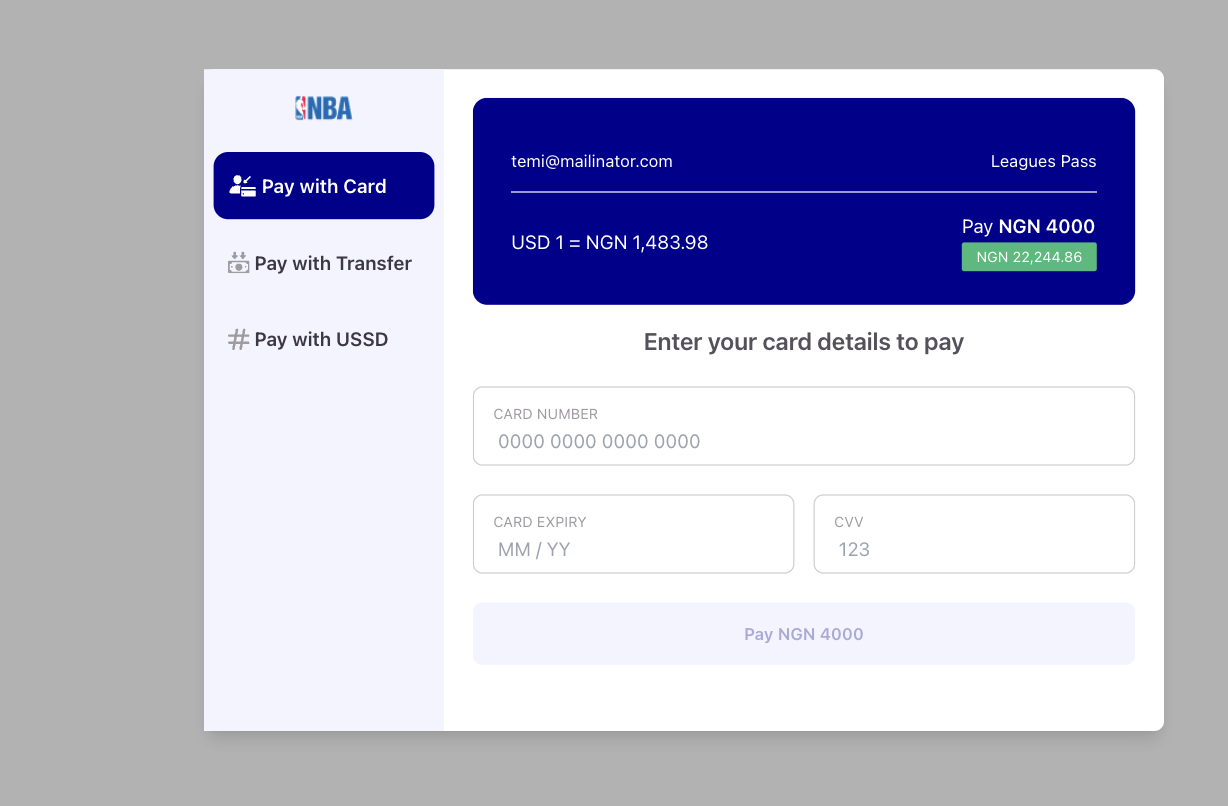 NBA
Pay with Card
Pay with Transfer
Pay with USSD
temi@mailinator.com
Leagues Pass
USD 1 = NGN 1,483.98
Pay NGN 4000
NGN 22,244.86
Enter your card details to pay
CARD NUMBER
0000 0000 0000 0000
CARD EXPIRY
MM / YY
CVV
123
Pay NGN 4000